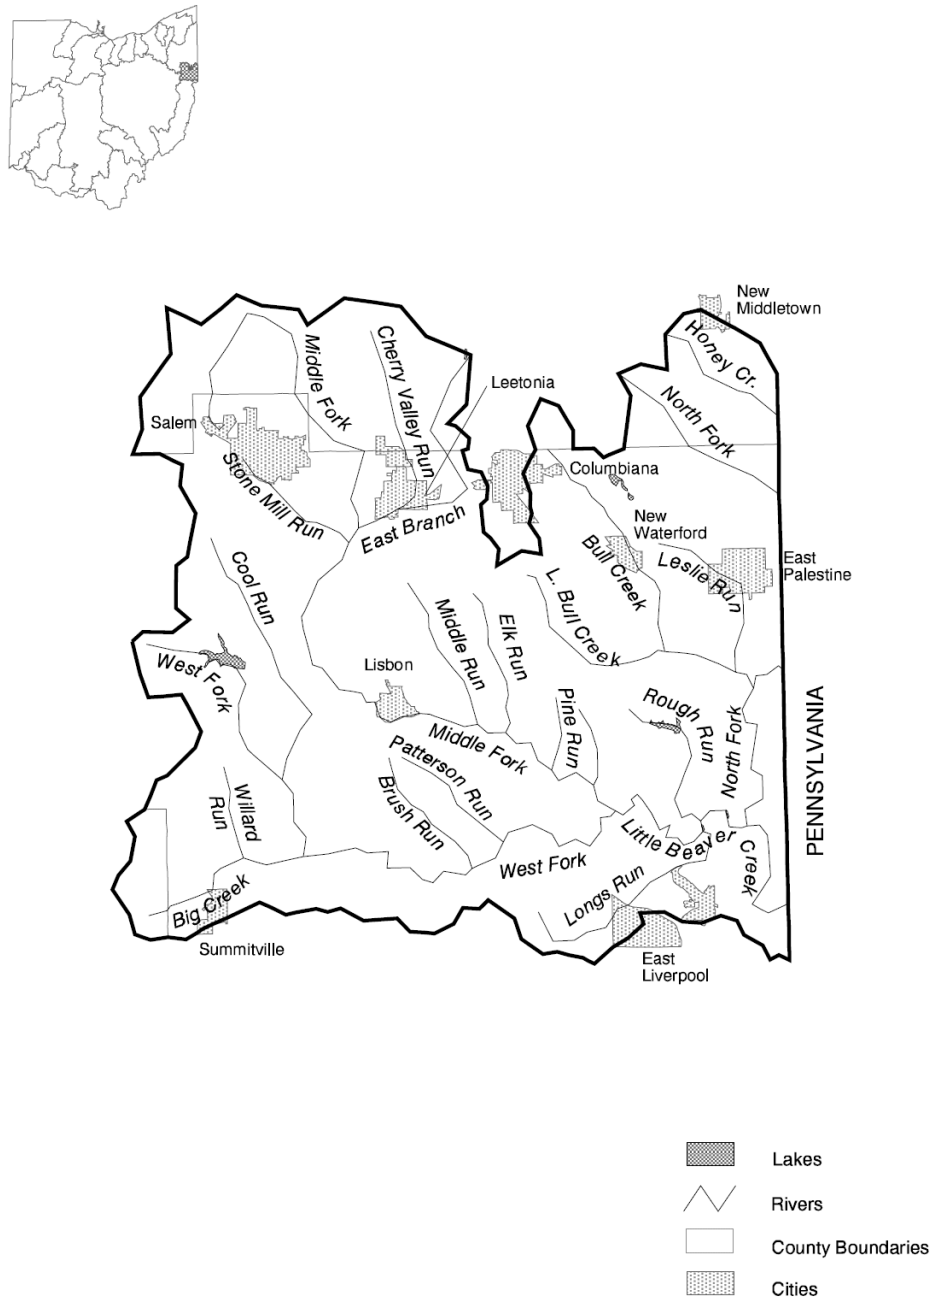 New
Middletown
Honey Cr.
Middle Fork
Cherry Valley Run
Leetonia
North Fork
Salem
Columbiana
Stone Mill Run
East Branch
New
Waterford
Bull Creek
Leslie Run
East
Palestine
Cool Run
L. Bull Creek
Middle Run
Elk Run
West Fork
Lisbon
Pine Run
Rough Run
North Fork
PENNSYLVANIA
Middle Fork
Patterson Run
Brush Run
Willard
Run
Little Beaver
Creek
West Fork
Longs Run
Big Creek
Summitville
East
Liverpool
Lakes
Rivers
County Boundaries
Cities